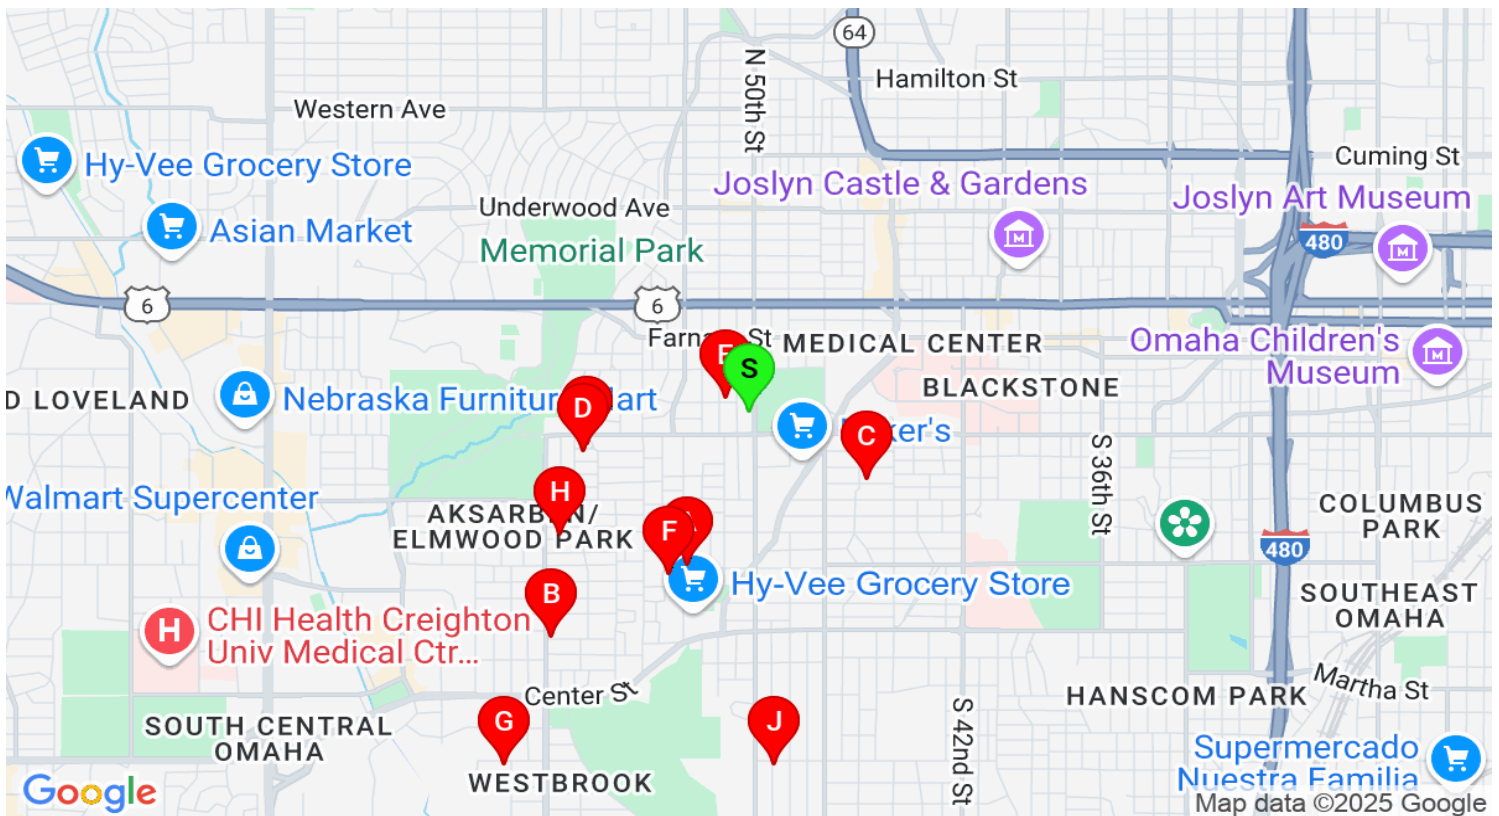 64
Hamilton St
N 50th St
Western Ave
Cuming St
Hy-Vee Grocery Store
Joslyn Castle & Gardens
Joslyn Art Museum
Underwood Ave
Asian Market
Memorial Park
480
6
6
Farn
St
MEDICAL CENTER
Omaha Children's
Museum
E
S
BLACKSTONE
D LOVELAND
Nebraska Furnitur
art
D
C
ker's
S 36th St
Walmart Supercenter
H
AKSARB
N/
ELMWOOD PARK
F
A
COLUMBUS
PARK
480
Hy-Vee Grocery Store
B
SOUTHEAST
OMAHA
H
CHI Health Creighton
Univ Medical Ctr...
Center St
HANSCOM PARK
Martha St
SOUTH CENTRAL
OMAHA
G
J
S 42nd St
WESTBROOK
Supermercado
Nuestra Familia
Google
Map data ©2025 Google